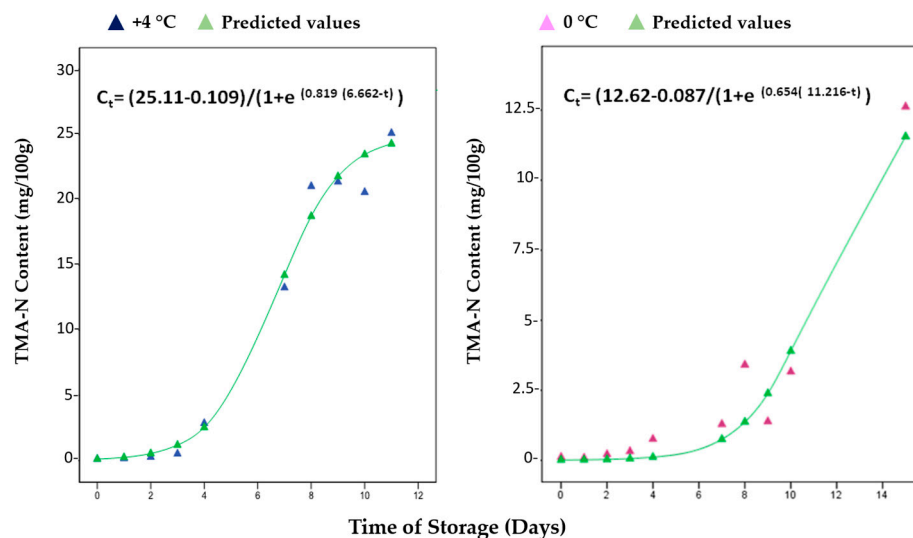 +4 °C Predicted values
0 °C Predicted values
TMA-N Content (mg/100g)
30
25
20
15
10
5
0
Cₜ= (25.11-0.109)/(1+e ^(0.819 (6.662-t) )
0 2 4 6 8 10 12
TMA-N Content (mg/100g)
12.5-
10-
7.5-
5-
2.5-
0-
Cₜ= (12.62-0.087/(1+e ^(0.654( 11.216-t) )
0 2 4 6 8 10 14
Time of Storage (Days)